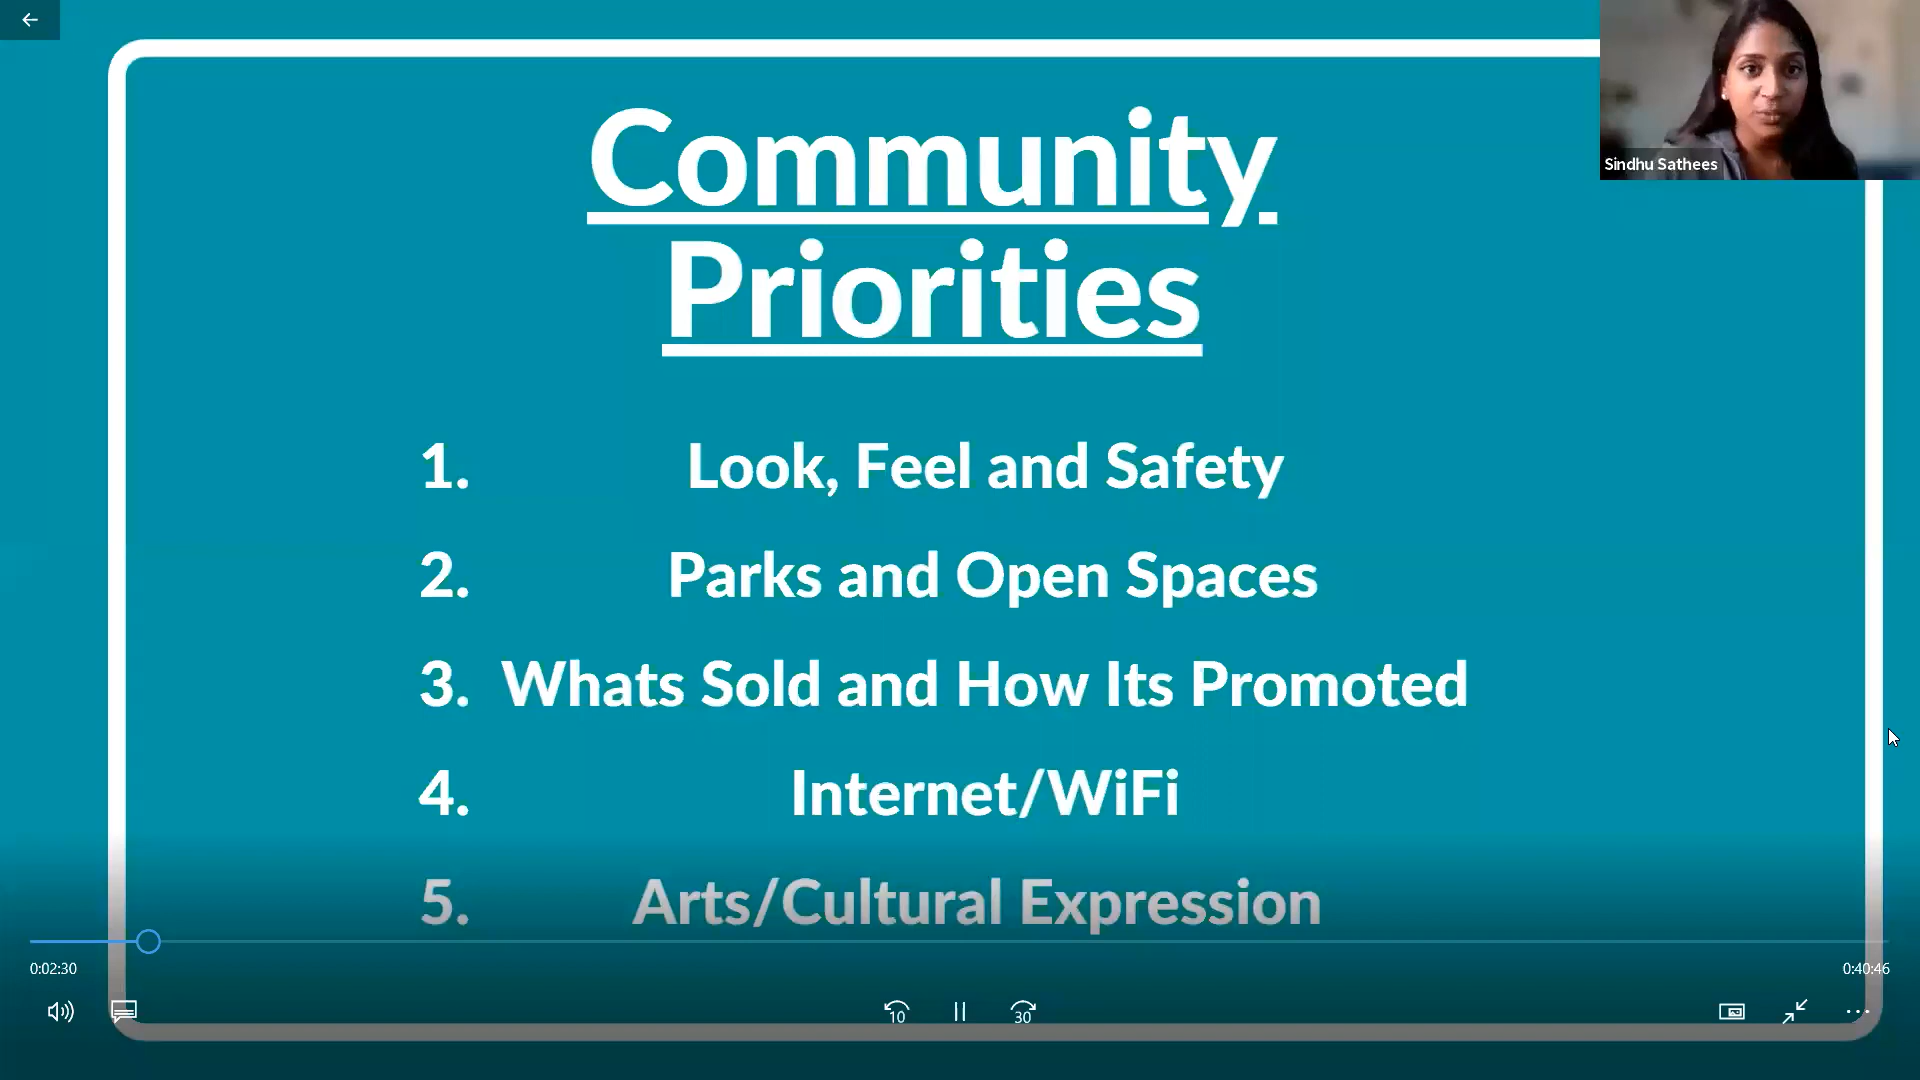 Sindhu Sathees
Community
Priorities
1. Look, Feel and Safety
2. Parks and Open Spaces
3. Whats Sold and How Its Promoted
4. Internet/WiFi
5. Arts/Cultural Expression
0:02:30
0:40:46
10
30